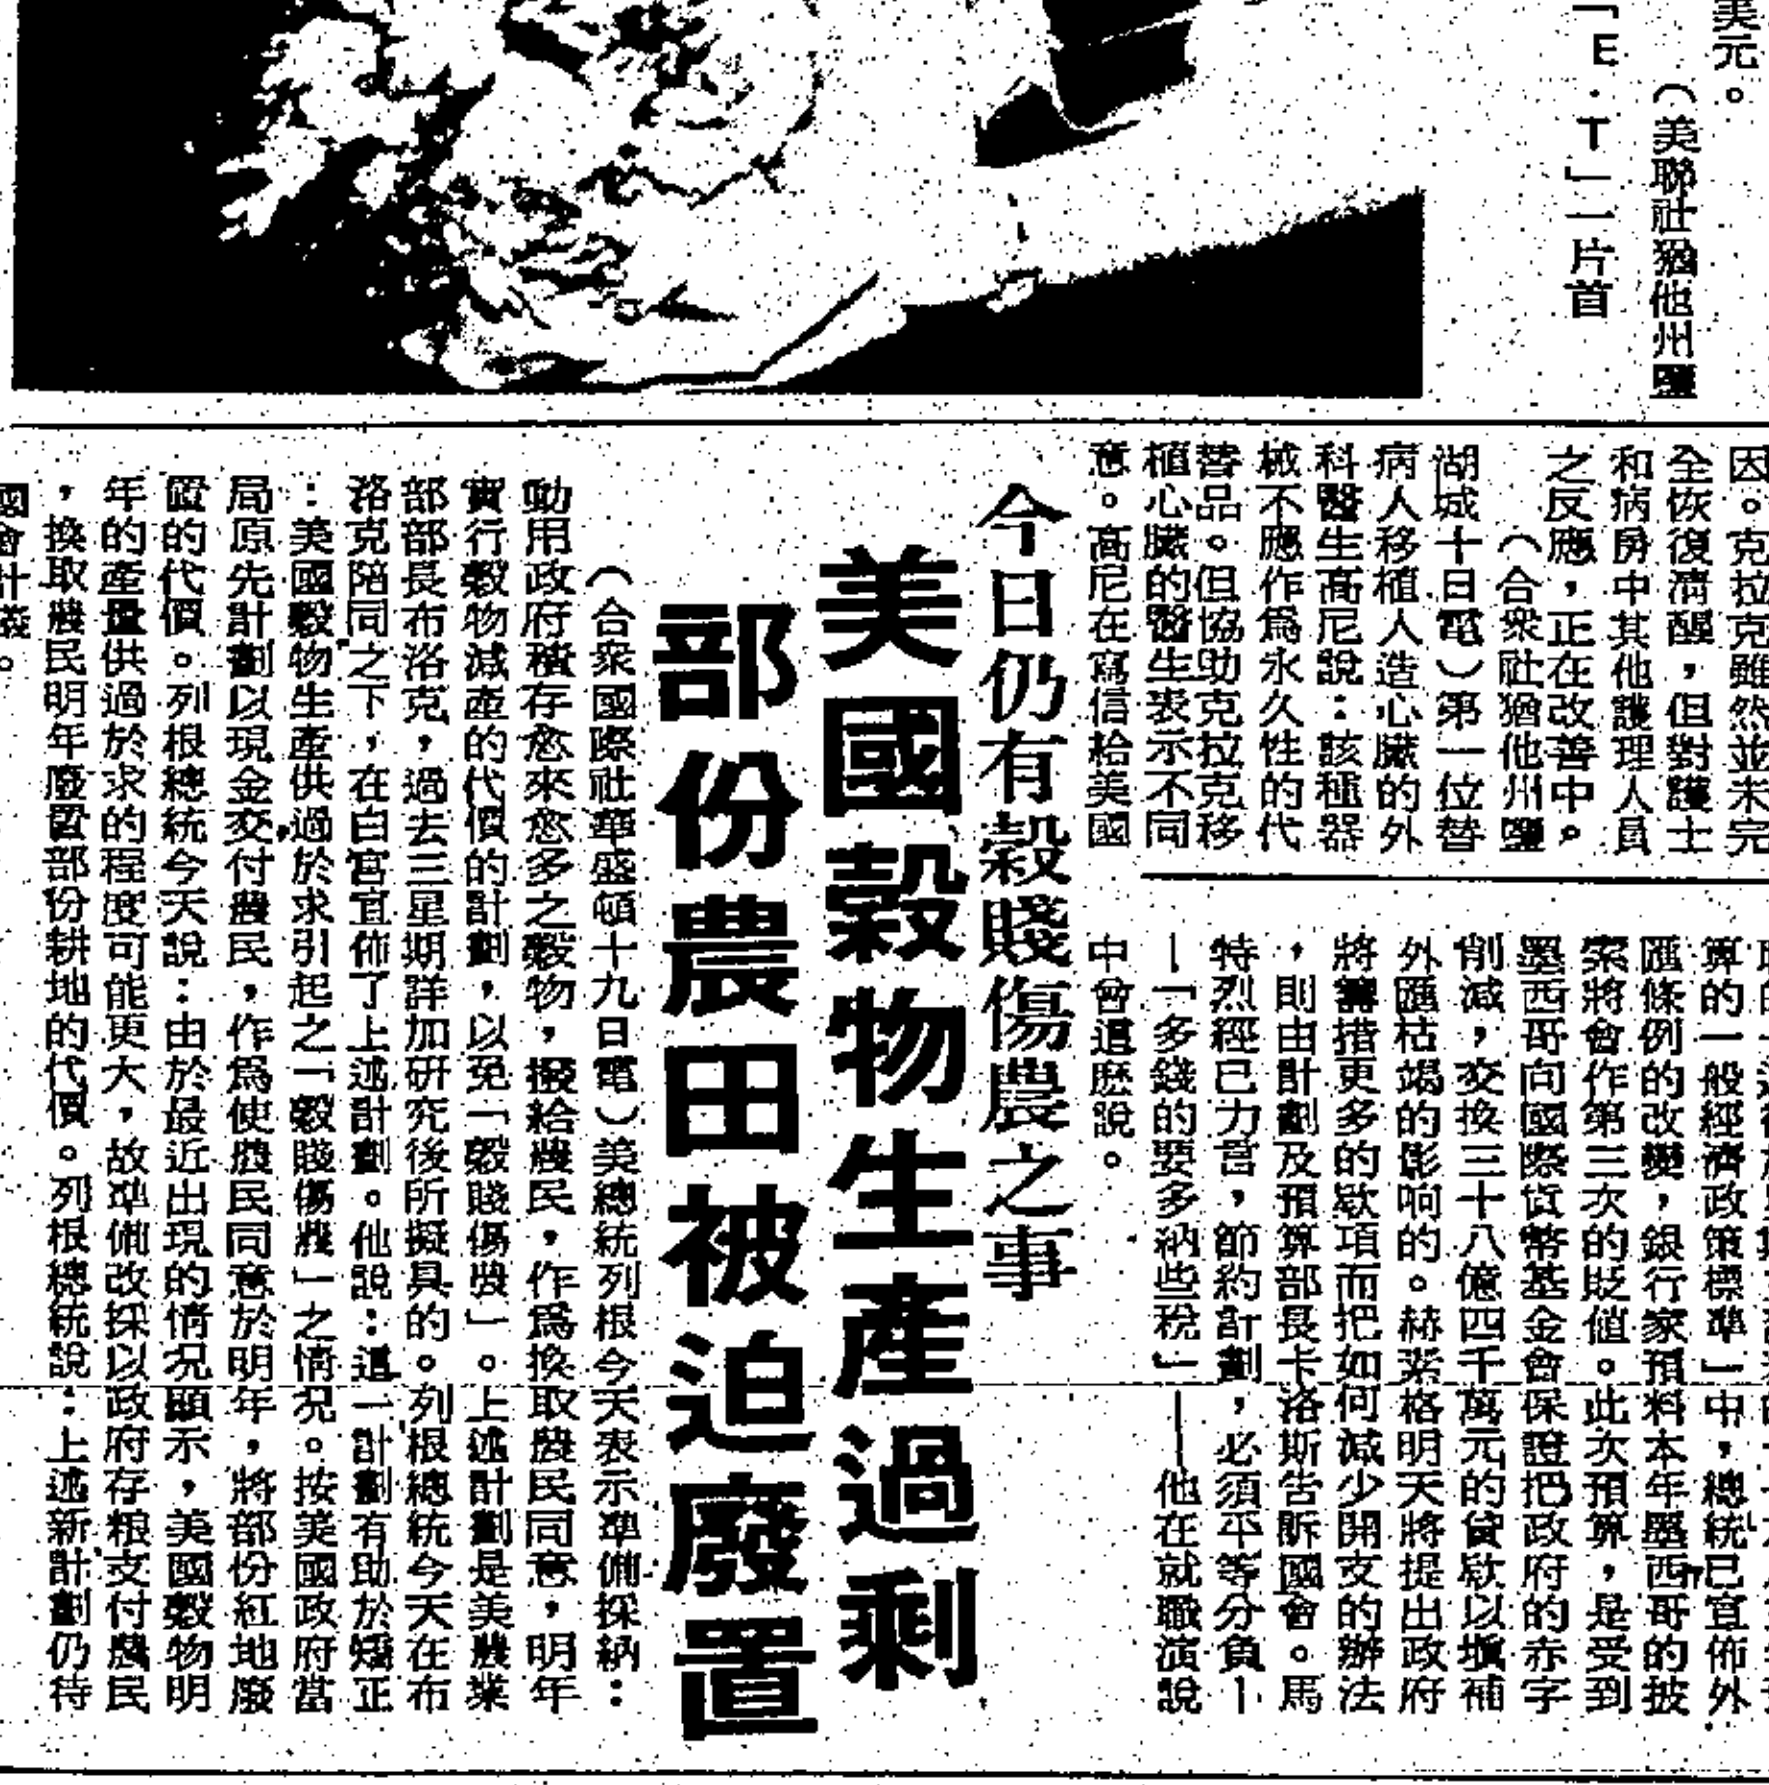 美元。
（美聯社猶他州鹽
「E．T」一片首
因。克拉克雖然並未完
全恢復清醒，但對護士
和病房中其他護理人員
之反應，正在改善中。
（合衆社猶他州鹽
湖城十日電）第一位替
病人移植人造心臟的外
科醫生高尼說：該種器
械不應作爲永久性的代
替品。但協助克拉克移
植心臟的醫生表示不同
意。高尼在寫信給美國
算的一般經濟政策標準」中，總統已宣佈外
匯條例的改變，銀行家預料本年墨西哥的披
索將會作第三次的貶值。此次預算，是受到
墨西哥向國際貨幣基金會保證把政府的赤字
削減，交換三十八億四千萬元的貸欵以塡補
外匯枯竭的影响的。赫素格明天將提出政府
將籌措更多的欵項而把如何減少開支的辦法
，則由計劃及預算部長卡洛斯告訴國會。馬
特烈經已力言，節約計劃，必須平等分負—
—「多錢的要多納些稅」——他在就職演說
中曾這麽說。
今日仍有穀賤傷農之事
美國穀物生產過剩
部份農田被迫廢置
（合衆國際社華盛頓十九日電）美總統列根今天表示準備採納：
動用政府積存愈來愈多之穀物，撥給農民，作爲換取農民同意，明年
實行穀物減產的代價的計劃，以免「穀賤傷農」。上述計劃是美農業
部部長布洛克，過去三星期詳加研究後所擬具的。列根總統今天在布
洛克陪同之下，在白宮宣佈了上述計劃。他說：這一計劃有助於矯正
：美國穀物生產供過於求引起之「穀賤傷農」之情况。按美國政府當
局原先計劃以現金交付農民，作爲使農民同意於明年，將部份紅地廢
置的代價。列根總統今天說：由於最近出現的情况顯示，美國穀物明
年的產量供過於求的程度可能更大，故準備改採以政府存粮支付農民
，換取農民明年廢置部份耕地的代價。列根總統說：上述新計劃仍待
國會計議。